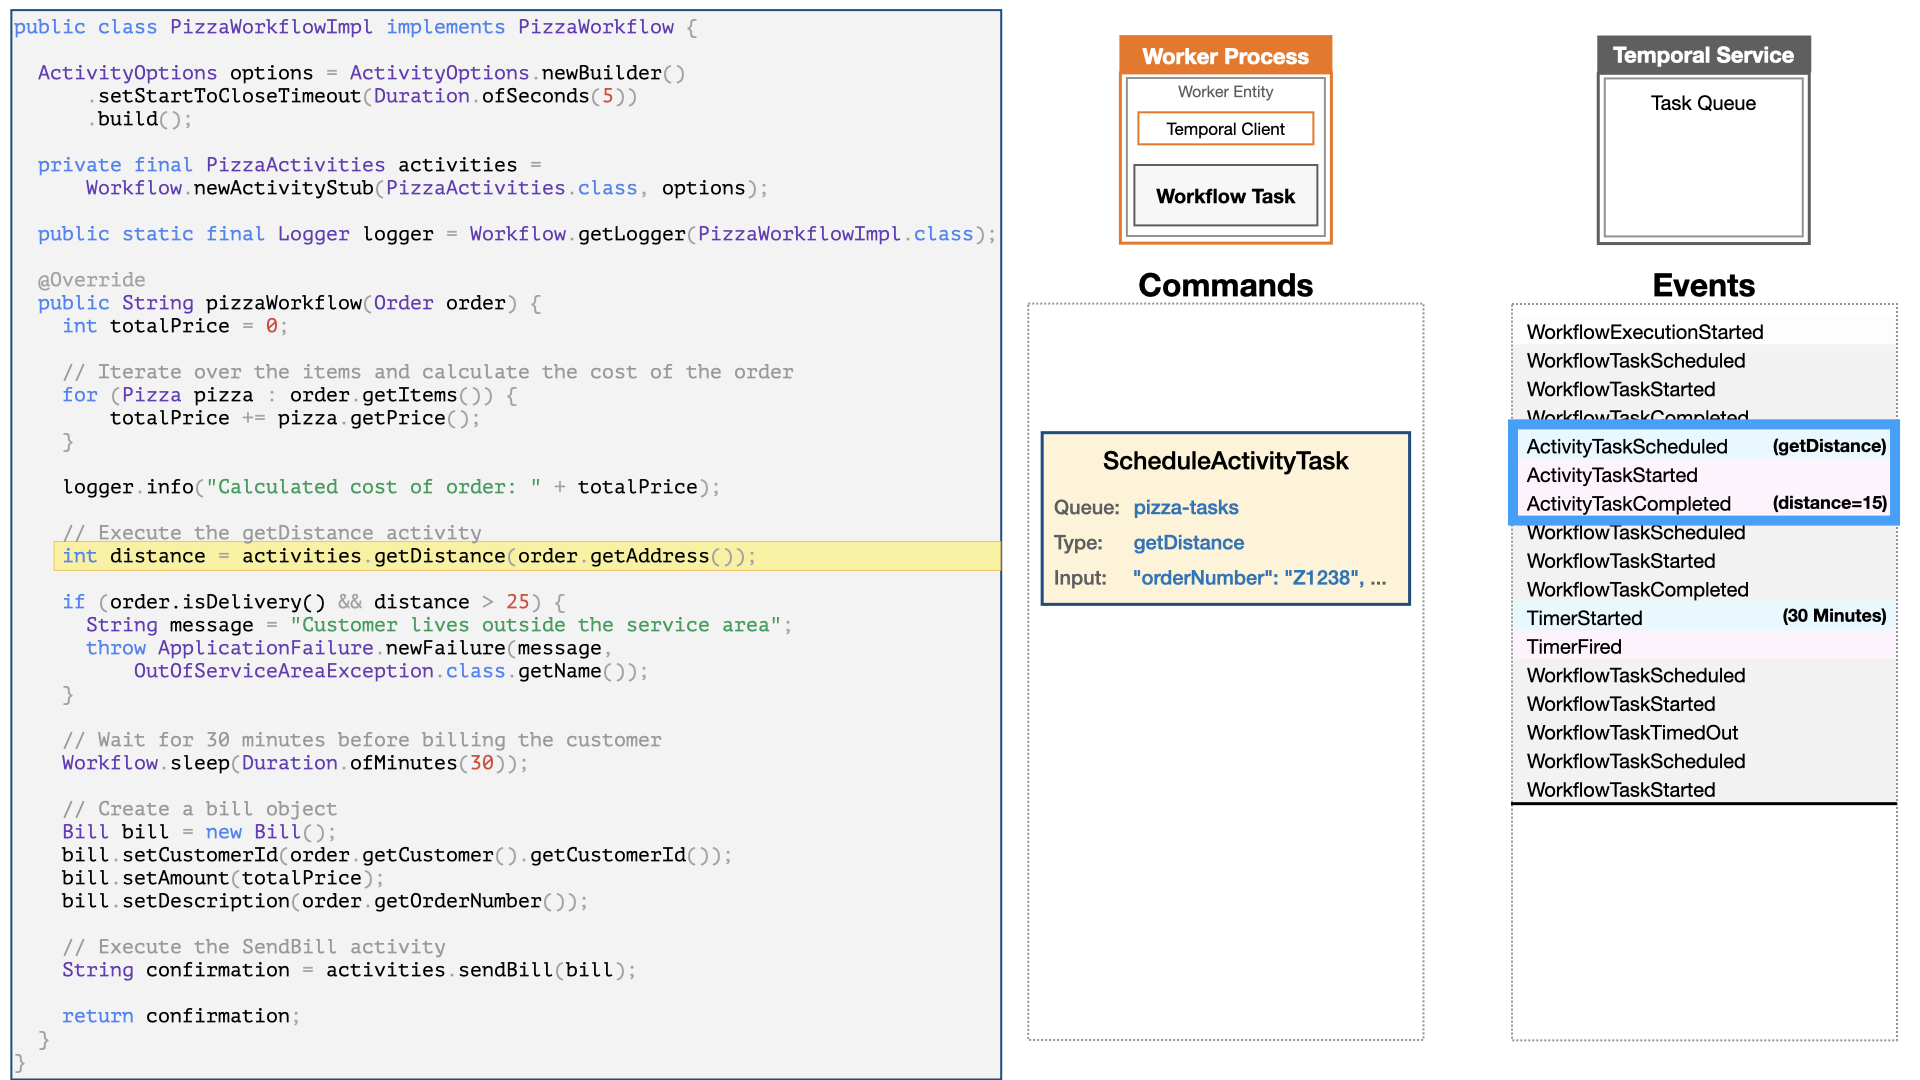 public class PizzaWorkflowImpl implements PizzaWorkflow {
ActivityOptions options = ActivityOptions.newBuilder()
.setStartToCloseTimeout(Duration.ofSeconds(5))
.build();
private final PizzaActivities activities =
Workflow.newActivityStub(PizzaActivities.class, options);
public static final Logger logger = Workflow.getLogger(PizzaWorkflowImpl.class);
@Override
public String pizzaWorkflow(Order order) {
int totalPrice = 0;
// Iterate over the items and calculate the cost of the order
for (Pizza pizza : order.getItems()) {
totalPrice += pizza.getPrice();
}
logger.info("Calculated cost of order: " + totalPrice);
// Execute the getDistance activity
int distance = activities.getDistance(order.getAddress());
if (order.isDelivery() && distance > 25) {
String message = "Customer lives outside the service area";
throw ApplicationFailure.newFailure(message,
OutOfServiceAreaException.class.getName());
}
// Wait for 30 minutes before billing the customer
Workflow.sleep(Duration.ofMinutes(30));
// Create a bill object
Bill bill = new Bill();
bill.setCustomerId(order.getCustomer().getCustomerId());
bill.setAmount(totalPrice);
bill.setDescription(order.getOrderNumber());
// Execute the SendBill activity
String confirmation = activities.sendBill(bill);
return confirmation;
}
}
Worker Process
Worker Entity
Temporal Client
Workflow Task
Commands
ScheduleActivityTask
Queue: pizza-tasks
Type: getDistance
Input: "orderNumber": "Z1238", ...
Temporal Service
Task Queue
Events
WorkflowExecutionStarted
WorkflowTaskScheduled
WorkflowTaskStarted
WorkflowTaskCompleted
ActivityTaskScheduled (getDistance)
ActivityTaskStarted
ActivityTaskCompleted (distance=15)
WorkflowTaskScheduled
WorkflowTaskStarted
WorkflowTaskCompleted
TimerStarted (30 Minutes)
TimerFired
WorkflowTaskScheduled
WorkflowTaskStarted
WorkflowTaskTimedOut
WorkflowTaskScheduled
WorkflowTaskStarted